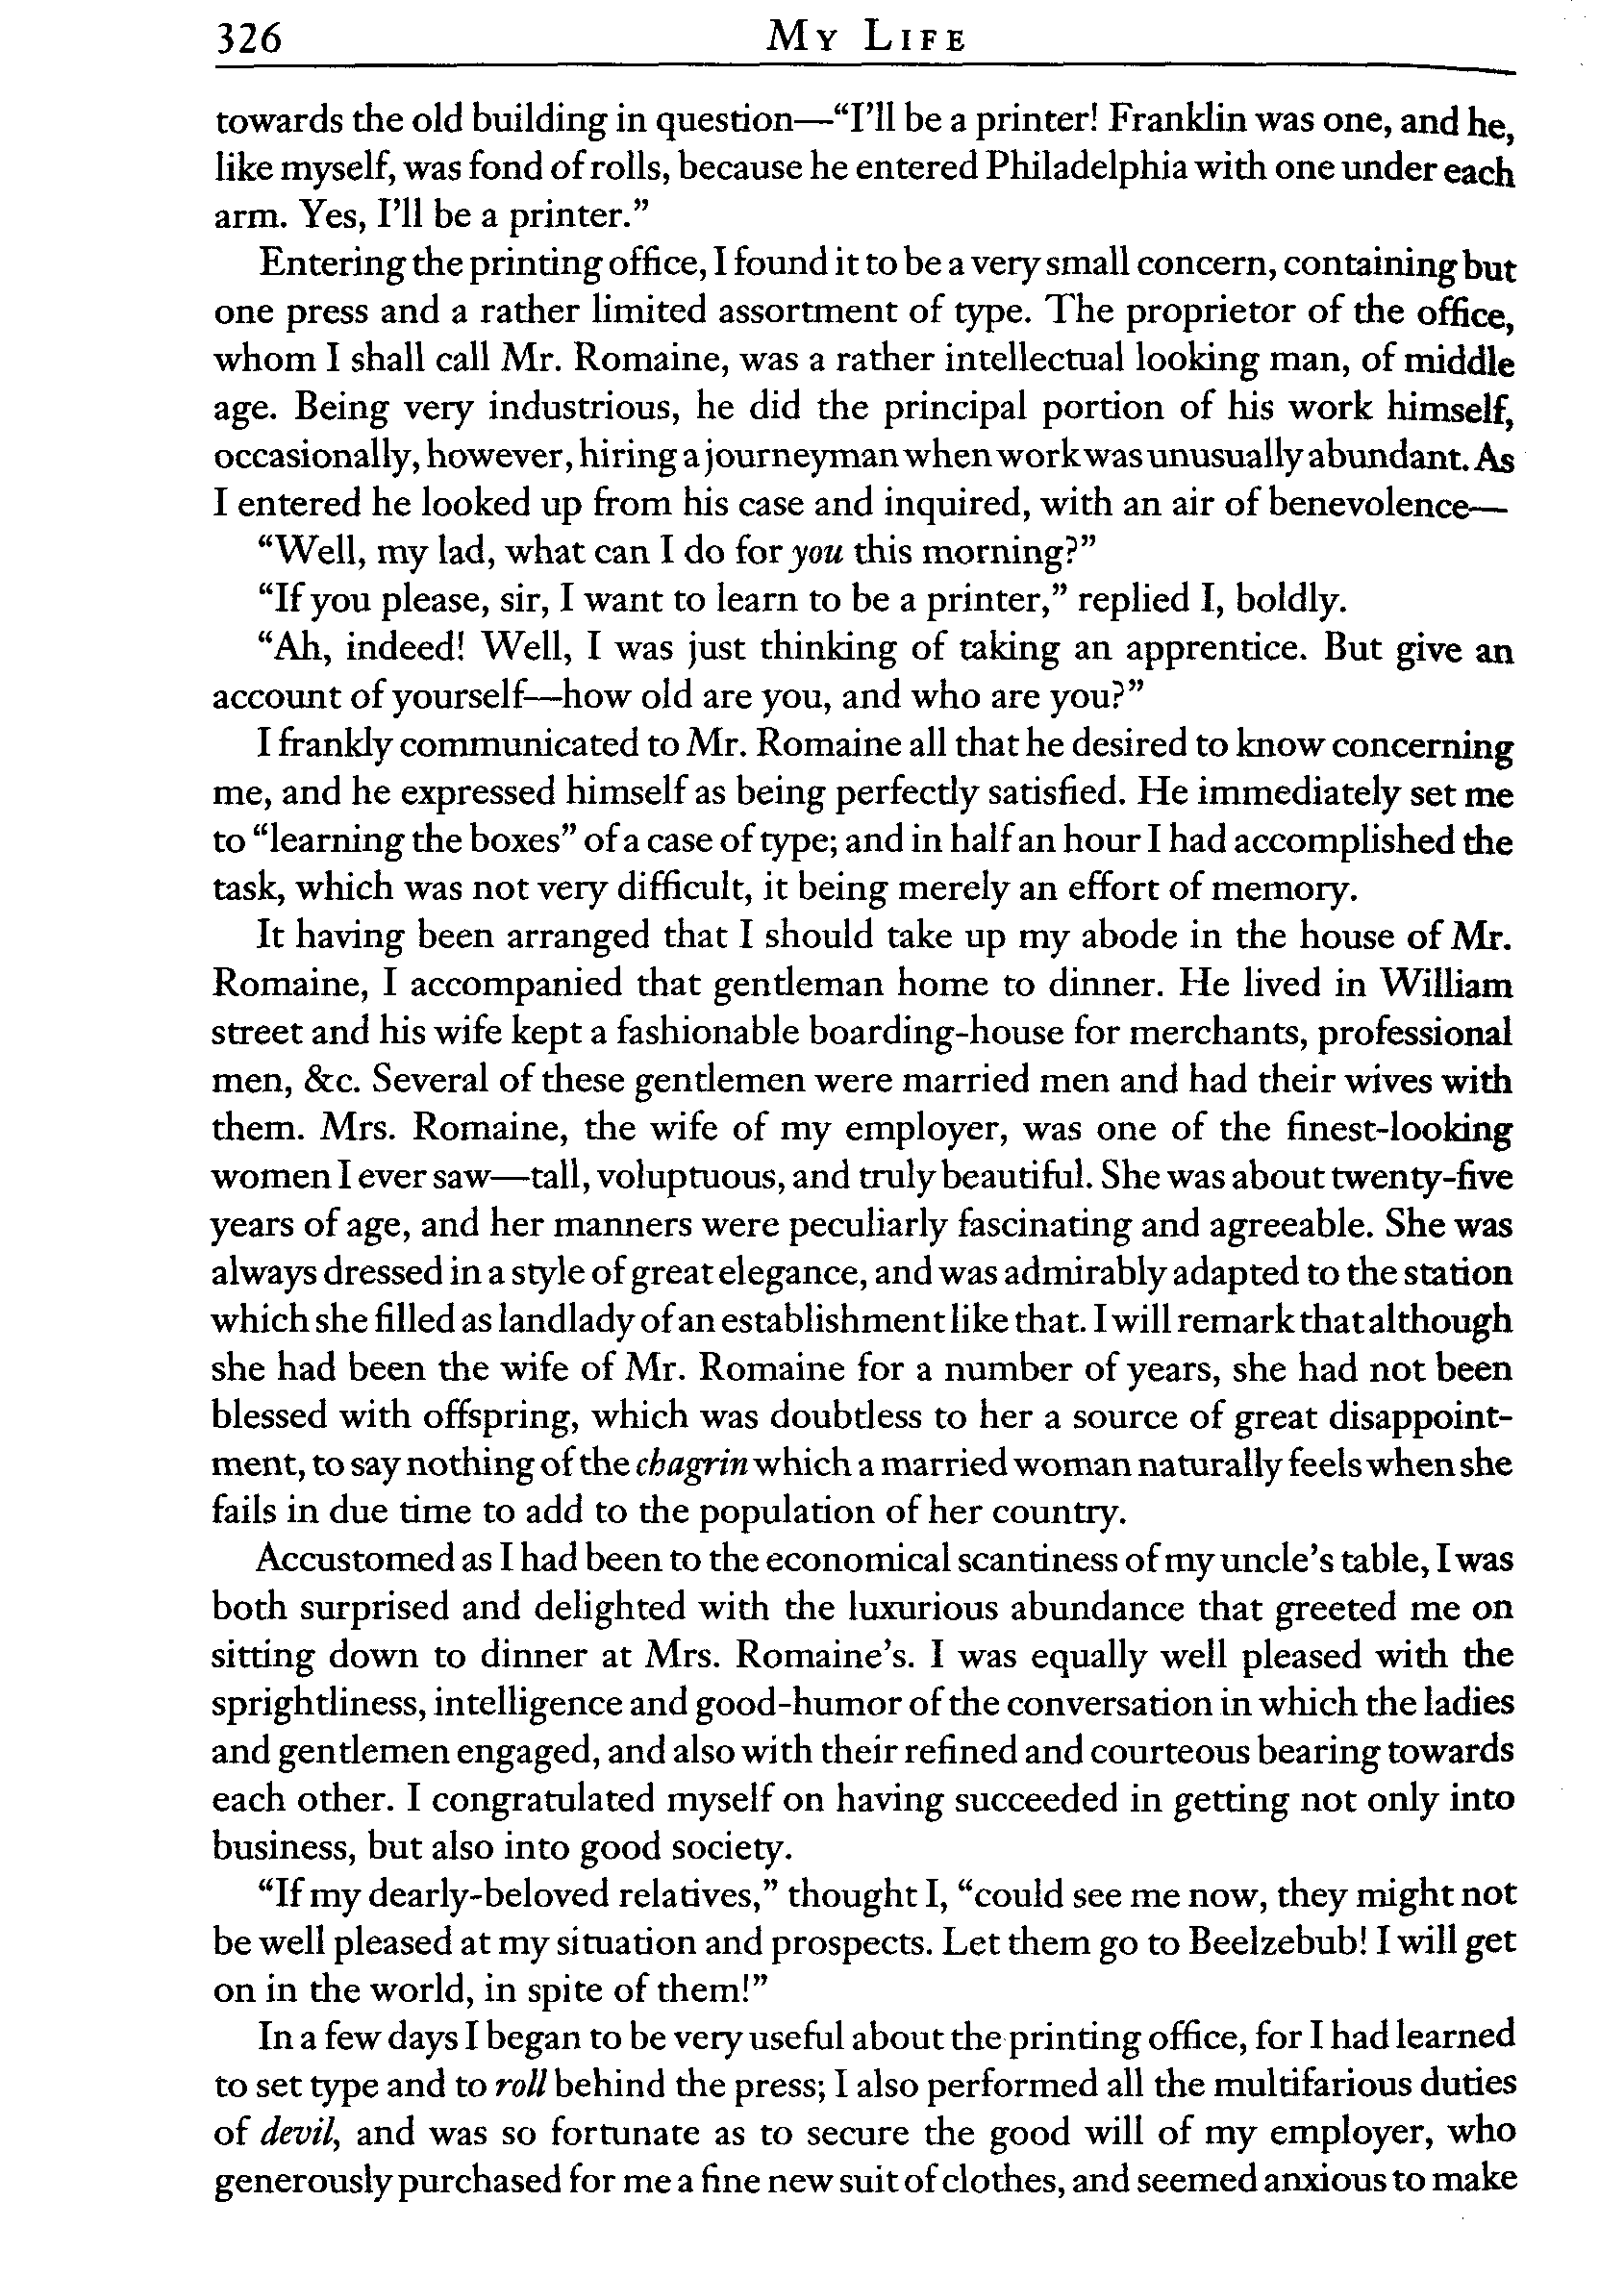 326
My Life
towards the old building in question—“I’ll be a printer! Franklin was one, and he,
like myself, was fond of rolls, because he entered Philadelphia with one under each
arm. Yes, I’ll be a printer.”
Entering the printing office, I found it to be a very small concern, containing but
one press and a rather limited assortment of type. The proprietor of the office,
whom I shall call Mr. Romaine, was a rather intellectual looking man, of middle
age. Being very industrious, he did the principal portion of his work himself,
occasionally, however, hiring a journeyman when work was unusually abundant. As
I entered he looked up from his case and inquired, with an air of benevolence—
“Well, my lad, what can I do for you this morning?”
“If you please, sir, I want to learn to be a printer,” replied I, boldly.
“Ah, indeed! Well, I was just thinking of taking an apprentice. But give an
account of yourself—how old are you, and who are you?”
I frankly communicated to Mr. Romaine all that he desired to know concerning
me, and he expressed himself as being perfectly satisfied. He immediately set me
to “learning the boxes” of a case of type; and in half an hour I had accomplished the
task, which was not very difficult, it being merely an effort of memory.
It having been arranged that I should take up my abode in the house of Mr.
Romaine, I accompanied that gentleman home to dinner. He lived in William
street and his wife kept a fashionable boarding-house for merchants, professional
men, &c. Several of these gentlemen were married men and had their wives with
them. Mrs. Romaine, the wife of my employer, was one of the finest-looking
women I ever saw—tall, voluptuous, and truly beautiful. She was about twenty-five
years of age, and her manners were peculiarly fascinating and agreeable. She was
always dressed in a style of great elegance, and was admirably adapted to the station
which she filled as landlady of an establishment like that. I will remark that although
she had been the wife of Mr. Romaine for a number of years, she had not been
blessed with offspring, which was doubtless to her a source of great disappoint-
ment, to say nothing of the chagrin which a married woman naturally feels when she
fails in due time to add to the population of her country.
Accustomed as I had been to the economical scantiness of my uncle’s table, I was
both surprised and delighted with the luxurious abundance that greeted me on
sitting down to dinner at Mrs. Romaine’s. I was equally well pleased with the
sprightliness, intelligence and good-humor of the conversation in which the ladies
and gentlemen engaged, and also with their refined and courteous bearing towards
each other. I congratulated myself on having succeeded in getting not only into
business, but also into good society.
“If my dearly-beloved relatives,” thought I, “could see me now, they might not
be well pleased at my situation and prospects. Let them go to Beelzebub! I will get
on in the world, in spite of them!”
In a few days I began to be very useful about the printing office, for I had learned
to set type and to roll behind the press; I also performed all the multifarious duties
of devil, and was so fortunate as to secure the good will of my employer, who
generously purchased for me a fine new suit of clothes, and seemed anxious to make